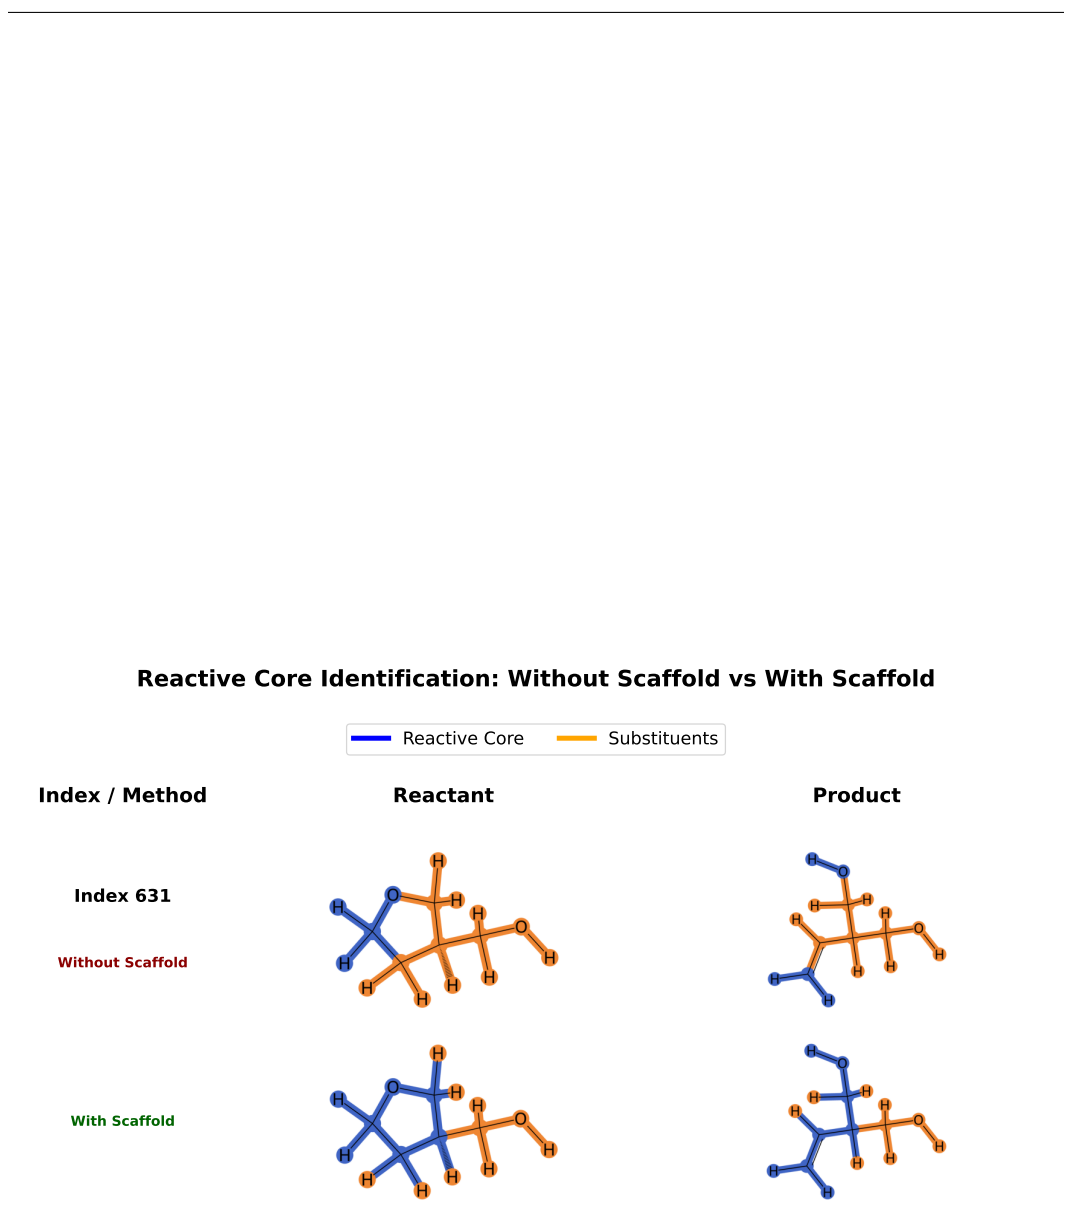 Reactive Core Identification: Without Scaffold vs With Scaffold
Reactive Core Substituents
Index / Method Reactant Product
H H
H O
O H H H
H H H H
Index 631
H O H O
Without Scaffold
H H H
H H H H
H H H
H H
H H
H O
O H H H
H H H H
With Scaffold
H O H O
H H H
H H H H
H H H
H H